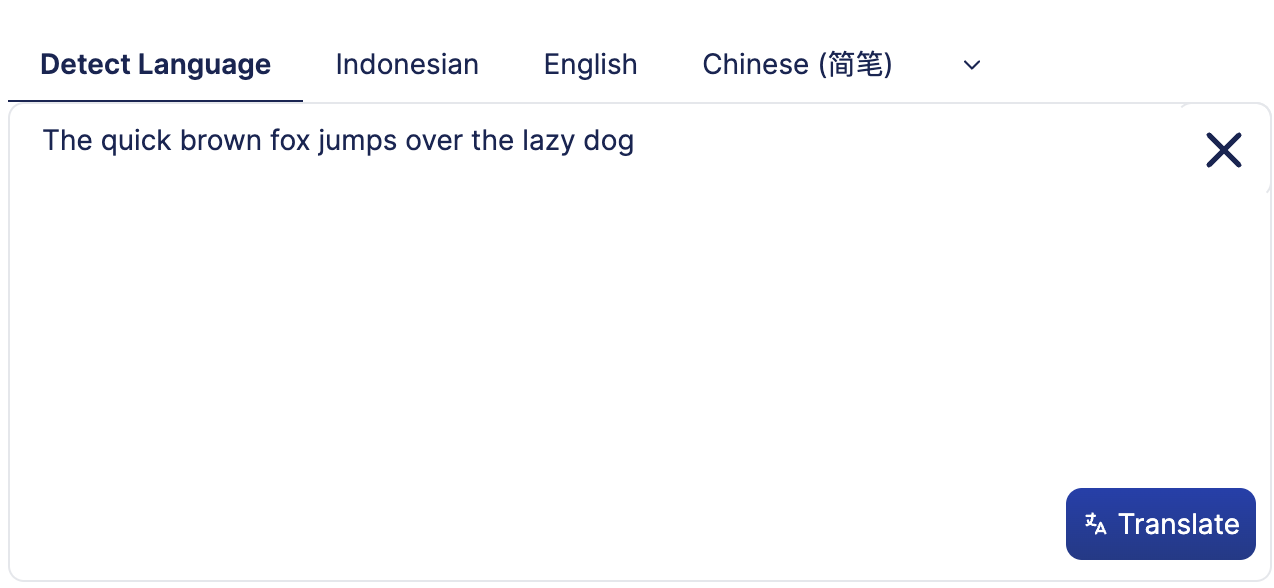 Detect Language Indonesian English Chinese (简笔)
The quick brown fox jumps over the lazy dog
Translate